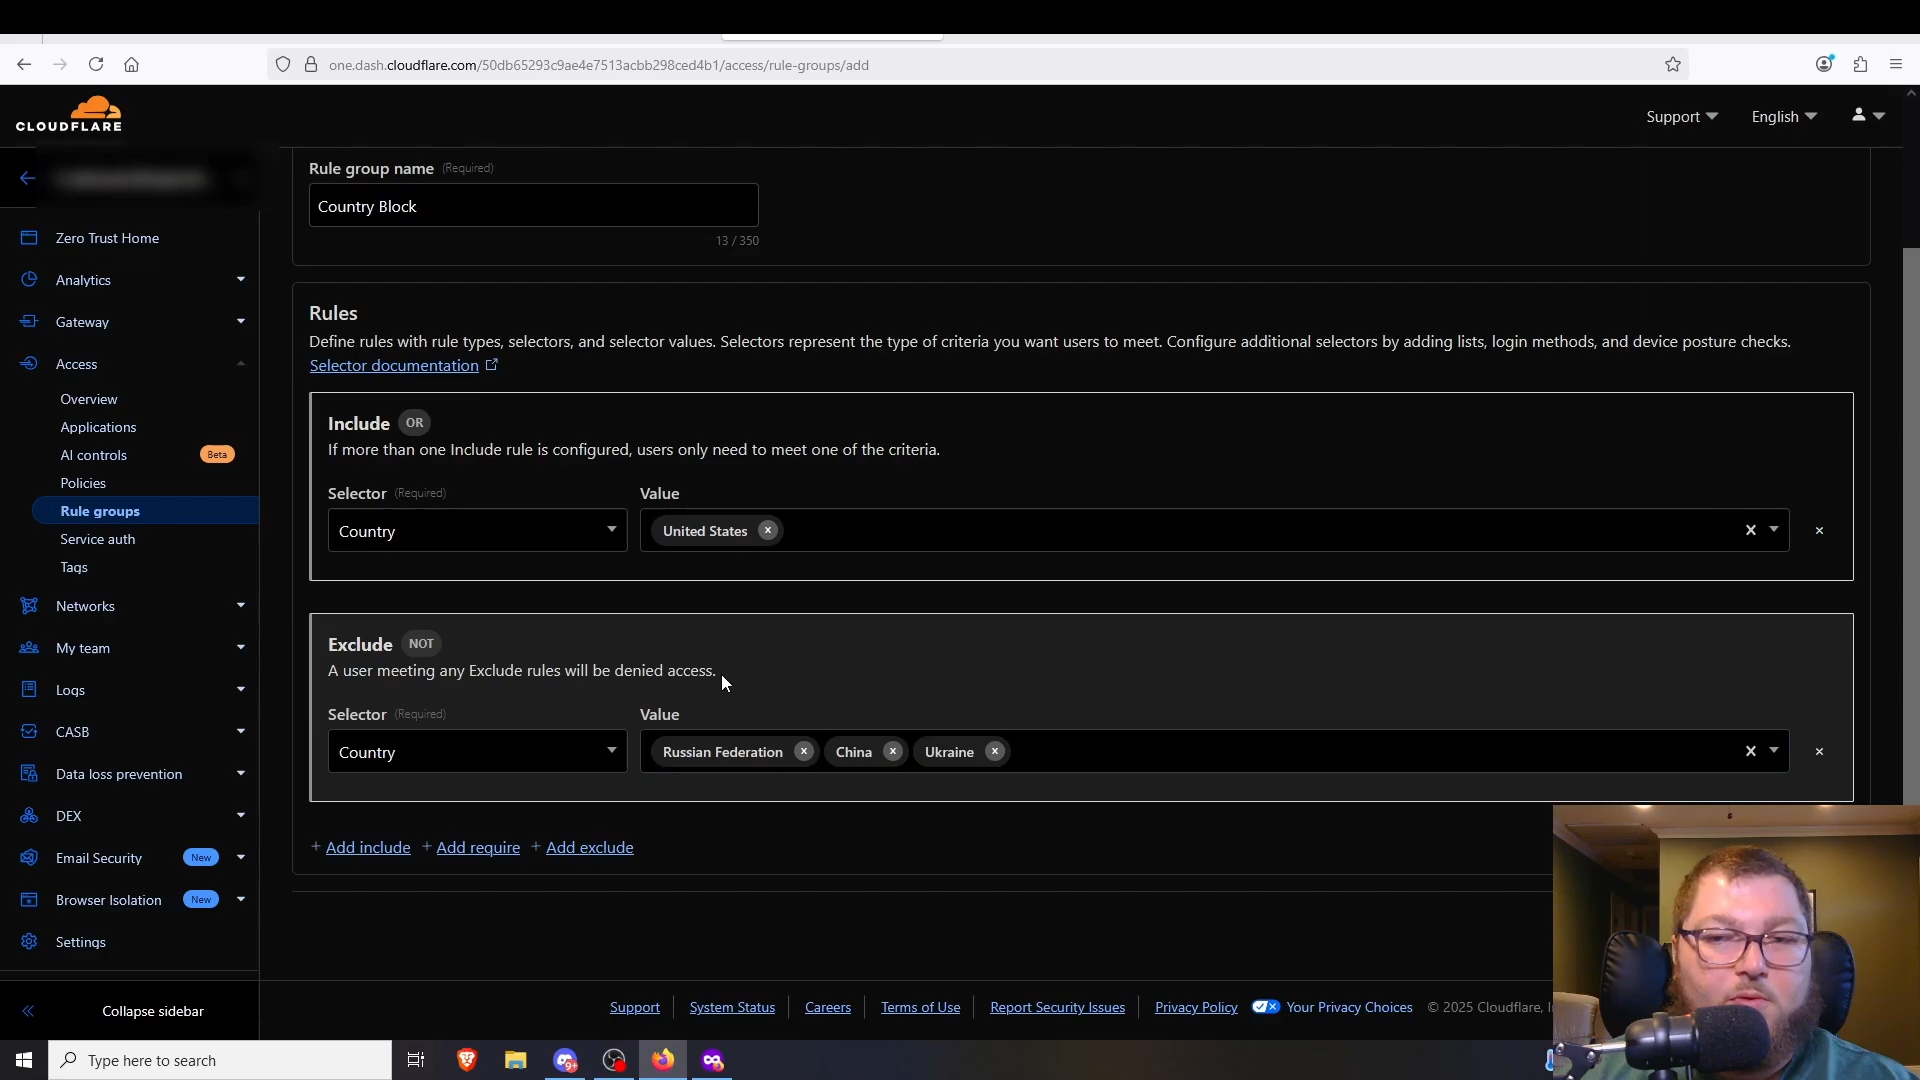 one.dash.cloudflare.com/50db65293c9ae4e7513acbb298ced4b1/access/rule-groups/add
CLOUDFLARE
Support
English
Zero Trust Home
Analytics
Gateway
Access
Overview
Applications
AI controls Beta
Policies
Rule groups
Service auth
Tags
Networks
My team
Logs
CASB
Data loss prevention
DEX
Email Security New
Browser Isolation New
Settings
Collapse sidebar
Rule group name (Required)
Country Block
13 / 350
Rules
Define rules with rule types, selectors, and selector values. Selectors represent the type of criteria you want users to meet. Configure additional selectors by adding lists, login methods, and device posture checks.
Selector documentation
Include OR
If more than one Include rule is configured, users only need to meet one of the criteria.
Selector (Required) Value
Country United States
Exclude NOT
A user meeting any Exclude rules will be denied access.
Selector (Required) Value
Country Russian Federation China Ukraine
+ Add include + Add require + Add exclude
Support System Status Careers Terms of Use Report Security Issues Privacy Policy Your Privacy Choices © 2025 Cloudflare,
Type here to search
9+